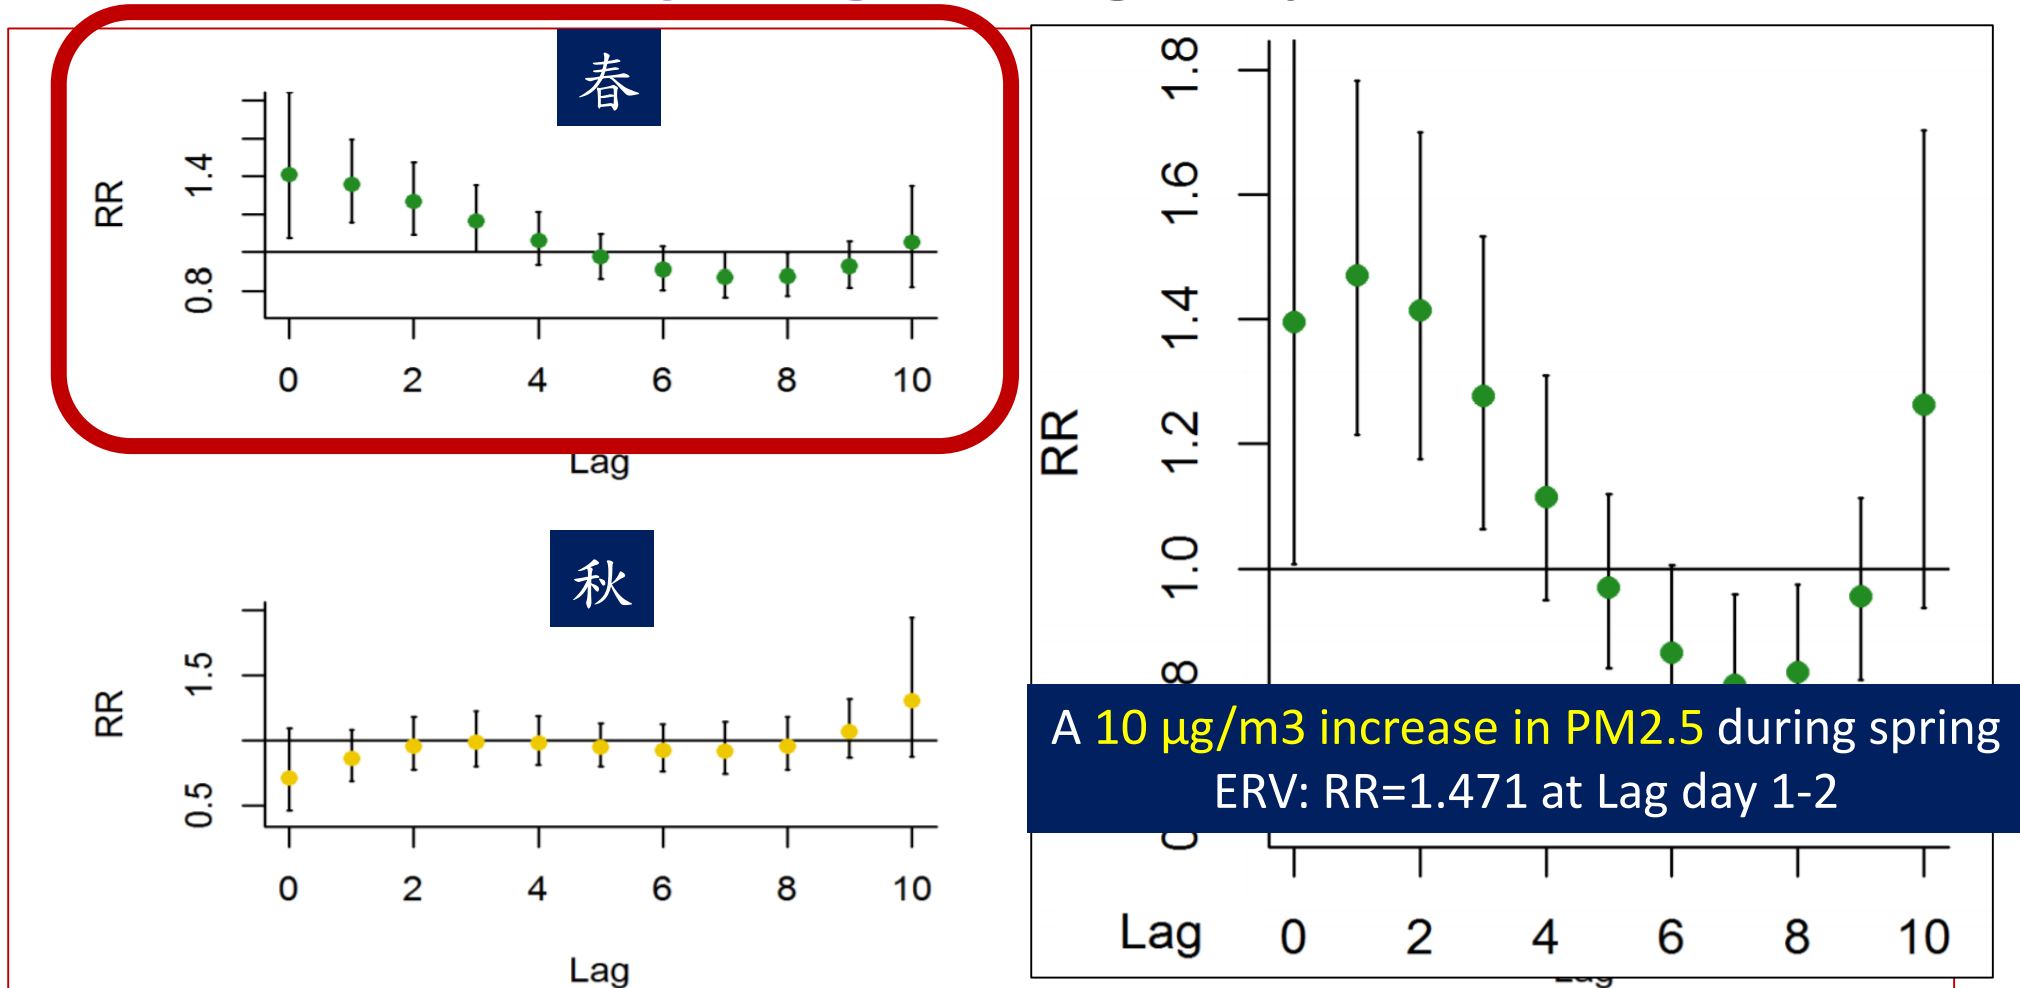 春
RR
1.4
0.8
0 2 4 6 8 10
Lag
秋
RR
1.5
0.5
0 2 4 6 8 10
Lag
RR
1.8
1.6
1.4
1.2
1.0
A 10 μg/m3 increase in PM2.5 during spring
ERV: RR=1.471 at Lag day 1-2
Lag 0 2 4 6 8 10